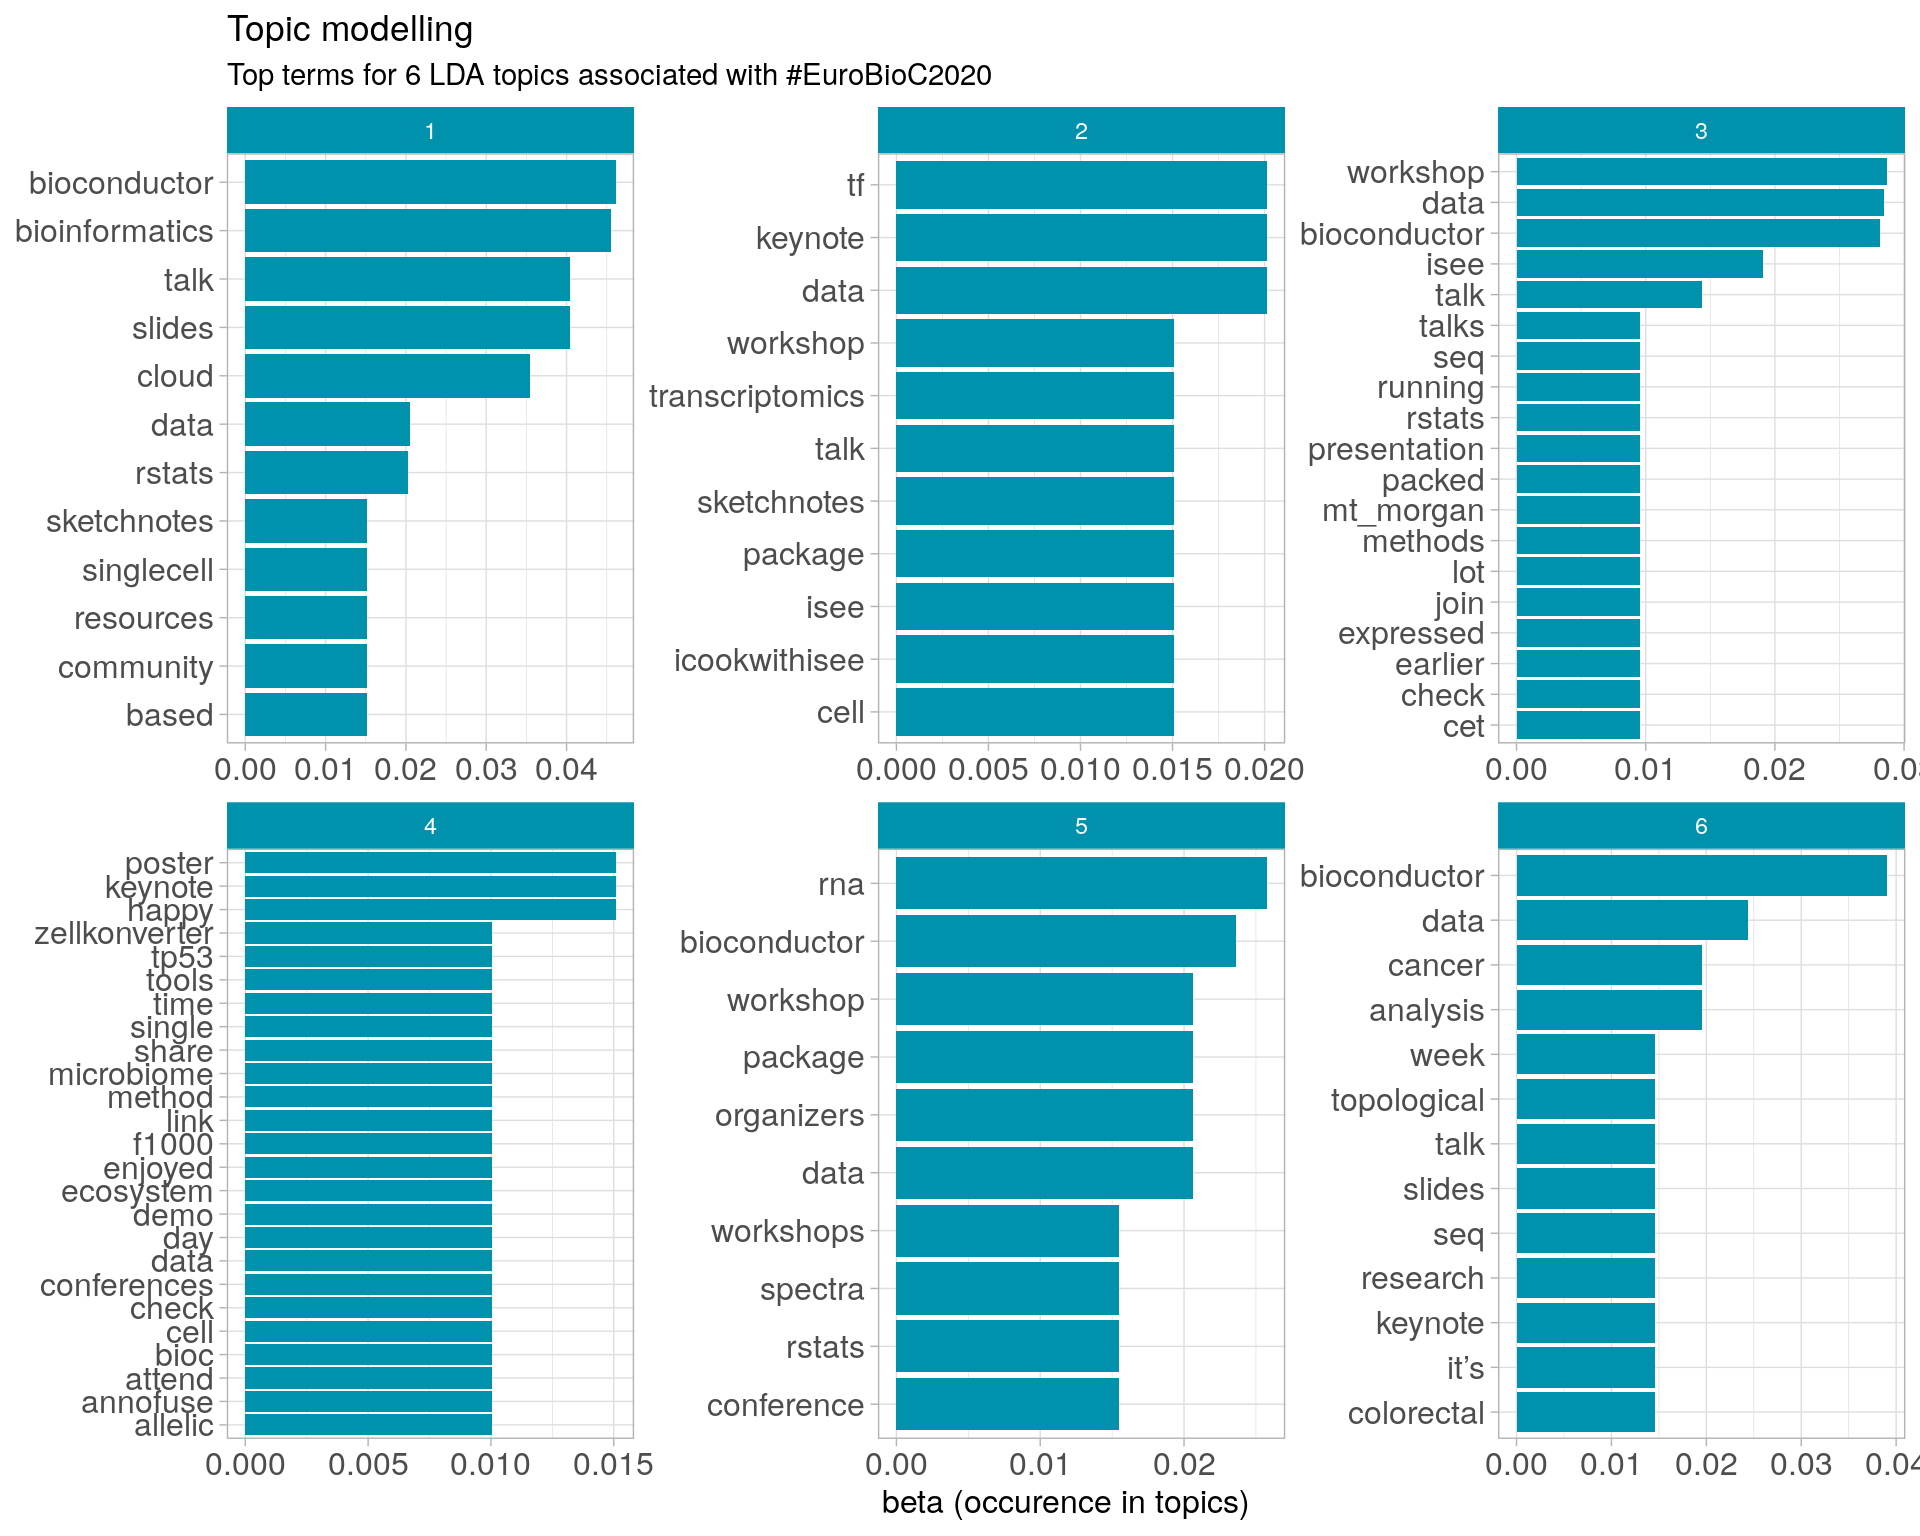 Topic modelling
Top terms for 6 LDA topics associated with #EuroBioC2020
1
bioconductor
bioinformatics
talk
slides
cloud
data
rstats
sketchnotes
singlecell
resources
community
based
0.00 0.01 0.02 0.03 0.04
2
tf
keynote
data
workshop
transcriptomics
talk
sketchnotes
package
isee
icookwithisee
cell
0.000 0.005 0.010 0.015 0.020
3
workshop
data
bioconductor
isee
talk
talks
seq
running
rstats
presentation
packed
mt_morgan
methods
lot
join
expressed
earlier
check
cet
0.00 0.01 0.02
4
poster
keynote
happy
zellkonverter
tp53
tools
time
single
share
microbiome
method
link
f1000
enjoyed
ecosystem
demo
day
data
conferences
check
cell
bioc
attend
annofuse
allelic
0.000 0.005 0.010 0.015
5
rna
bioconductor
workshop
package
organizers
data
workshops
spectra
rstats
conference
0.00 0.01 0.02
6
bioconductor
data
cancer
analysis
week
topological
talk
slides
seq
research
keynote
it’s
colorectal
0.00 0.01 0.02 0.03
beta (occurence in topics)